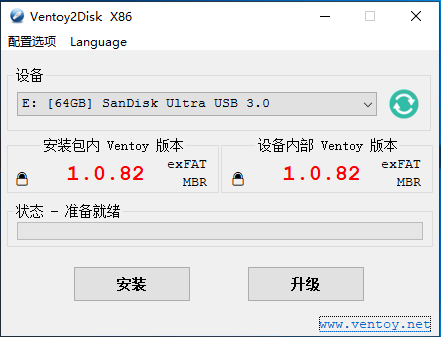 Ventoy2Disk X86
配置选项 Language
设备
E: [64GB] SanDisk Ultra USB 3.0
安装包内 Ventoy 版本
1.0.82
exFAT
MBR
设备内部 Ventoy 版本
1.0.82
exFAT
MBR
状态 - 准备就绪
安装
升级
www.ventoy.net